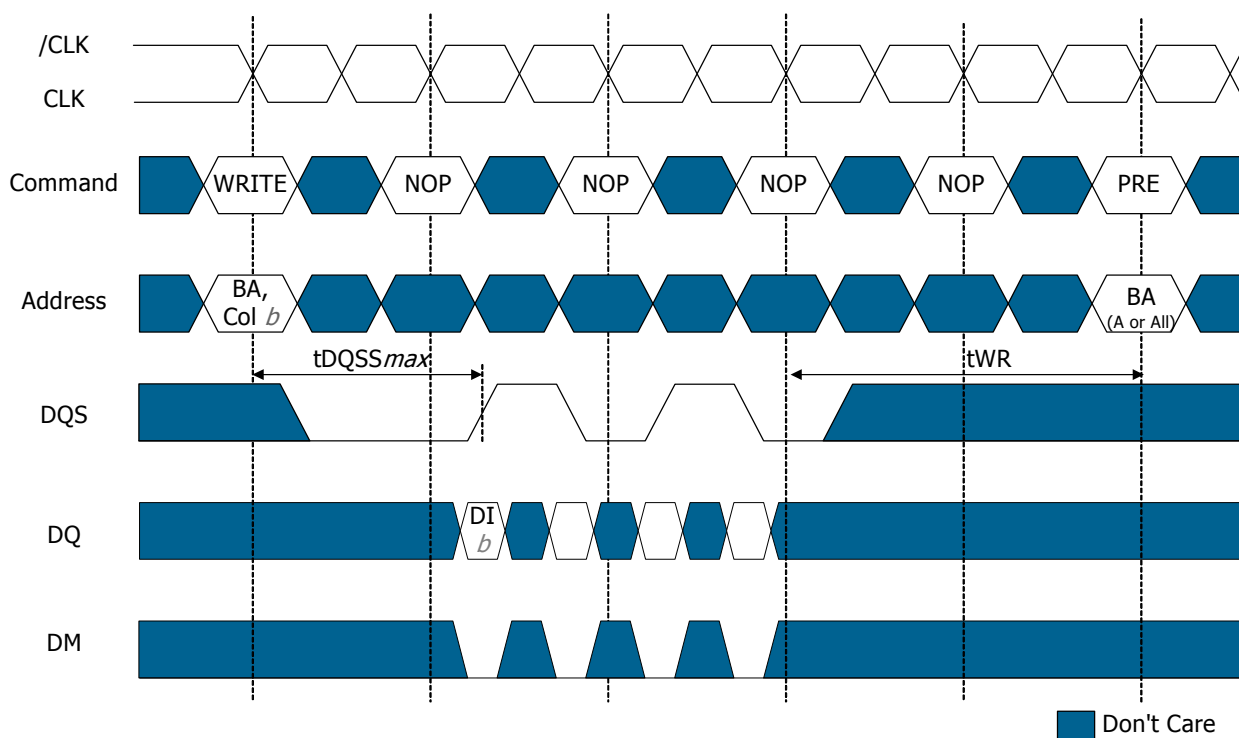 /CLK
CLK
Command
WRITE
NOP
NOP
NOP
NOP
PRE
Address
BA,
Col b
BA
(A or All)
tDQSSmax
tWR
DQS
DQ
DI
b
DM
Don't Care